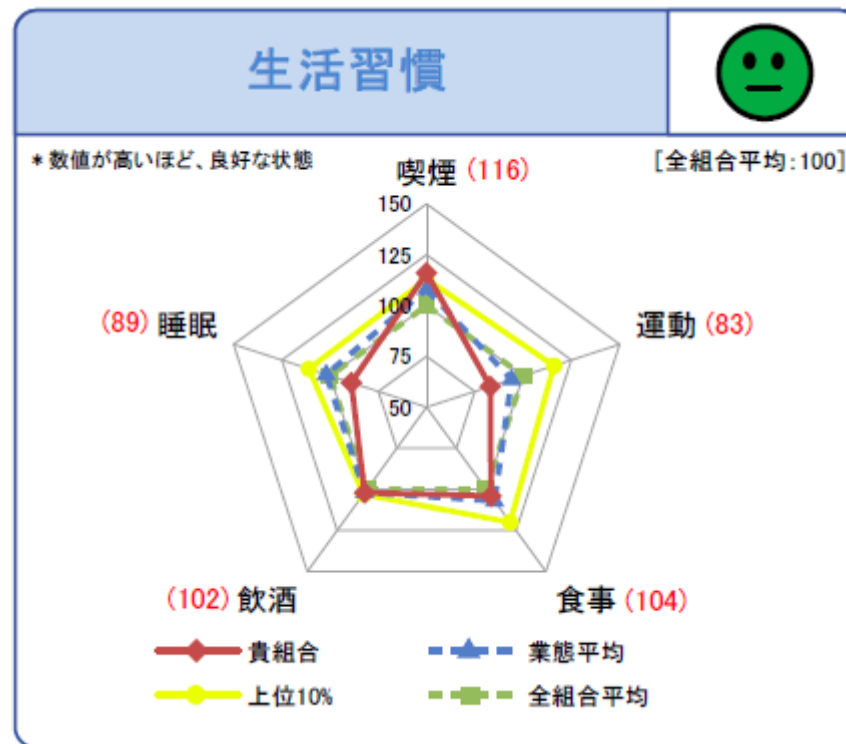 生活習慣
＊数値が高いほど、良好な状態
[全組合平均:100]
喫煙 (116)
150
125
100
75
50
(89) 睡眠
運動 (83)
(102) 飲酒
食事 (104)
貴組合
業態平均
上位10%
全組合平均